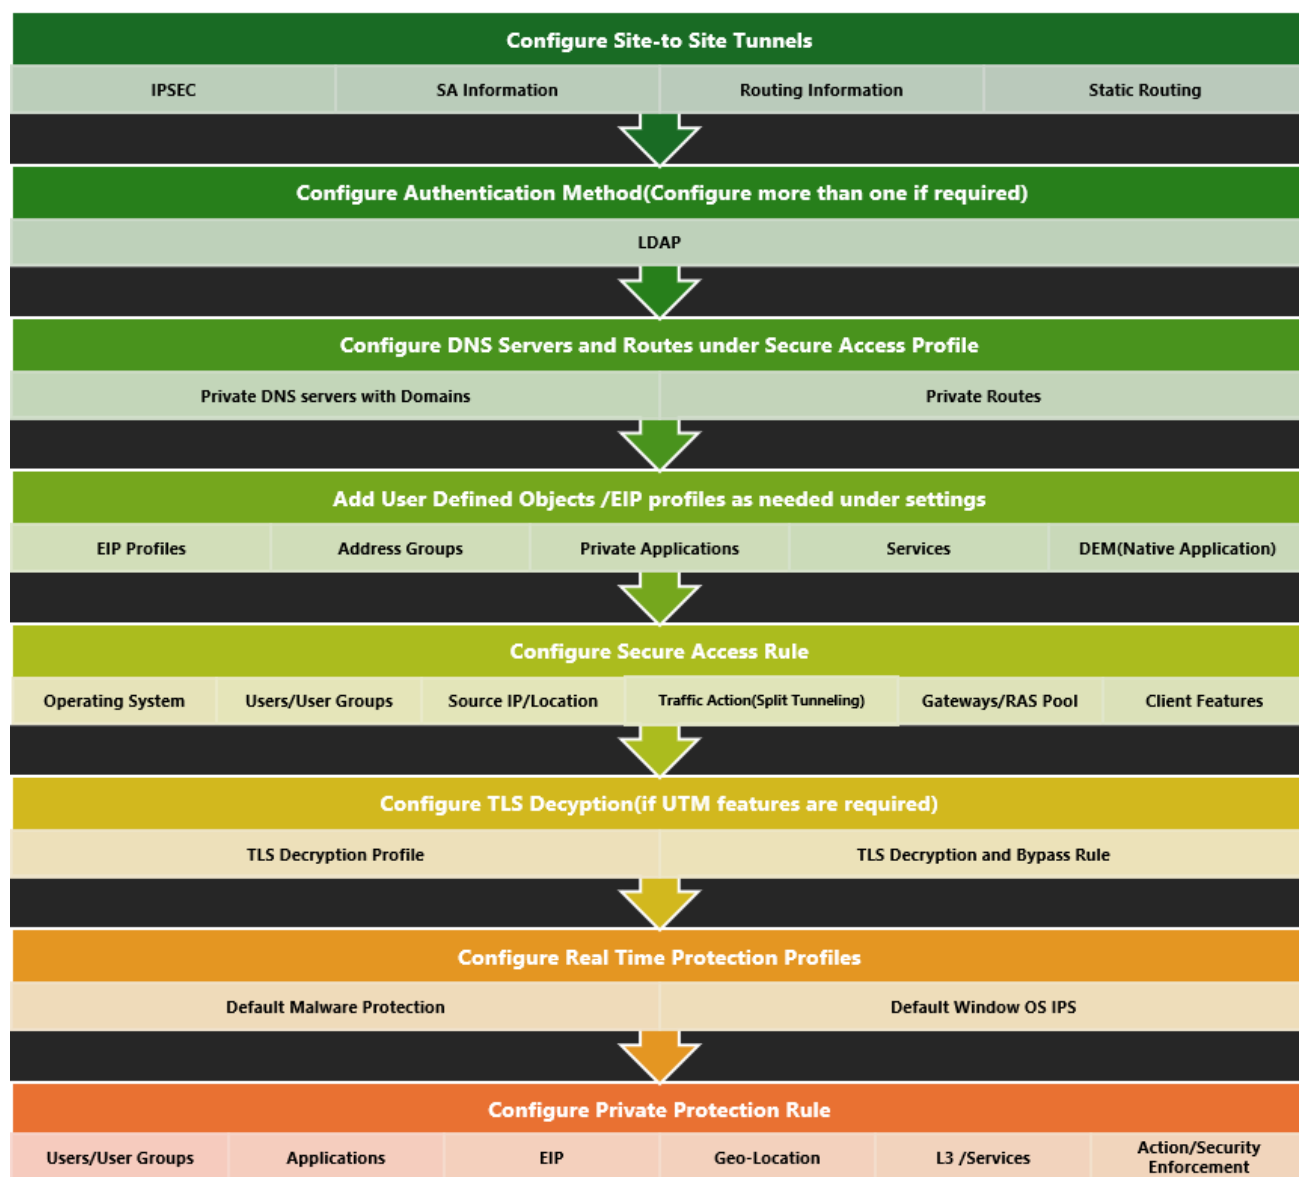 Configure Site-to Site Tunnels
IPSEC
SA Information
Routing Information
Static Routing
Configure Authentication Method(Configure more than one if required)
LDAP
Configure DNS Servers and Routes under Secure Access Profile
Private DNS servers with Domains
Private Routes
Add User Defined Objects /EIP profiles as needed under settings
EIP Profiles
Address Groups
Private Applications
Services
DEM(Native Application)
Configure Secure Access Rule
Operating System
Users/User Groups
Source IP/Location
Traffic Action(Split Tunneling)
Gateways/RAS Pool
Client Features
Configure TLS Decyption(if UTM features are required)
TLS Decryption Profile
TLS Decryption and Bypass Rule
Configure Real Time Protection Profiles
Default Malware Protection
Default Window OS IPS
Configure Private Protection Rule
Users/User Groups
Applications
EIP
Geo-Location
L3 /Services
Action/Security
Enforcement